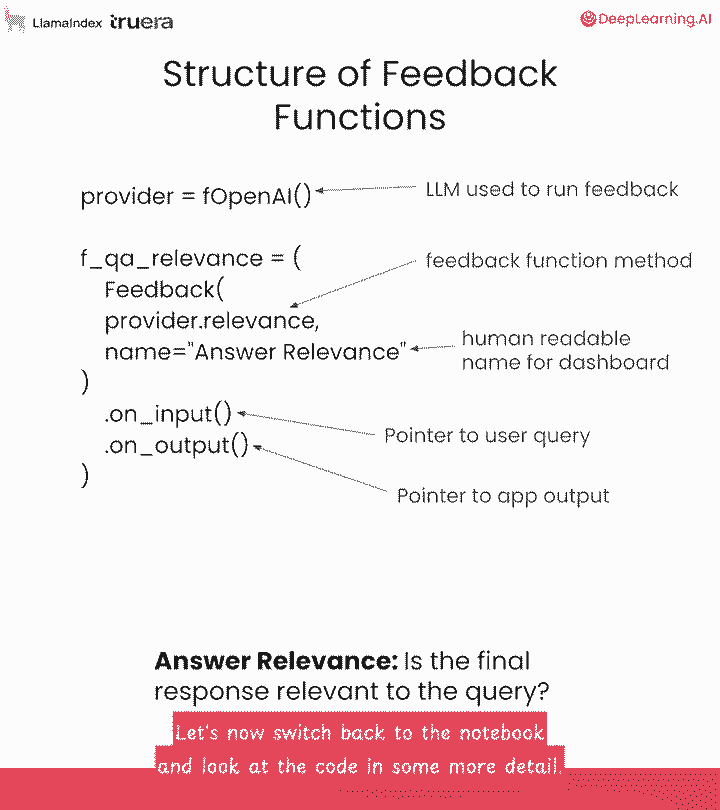 LlamaIndex truera DeepLearning.AI
Structure of Feedback
Functions
provider = fOpenAI() LLM used to run feedback
f_qa_relevance = ( feedback function method
Feedback(
provider.relevance,
name="Answer Relevance" human readable
name for dashboard
)
.on_input() Pointer to user query
.on_output() Pointer to app output
)
Answer Relevance: Is the final
response relevant to the query?
Let's now switch back to the notebook
and look at the code in some more detail.